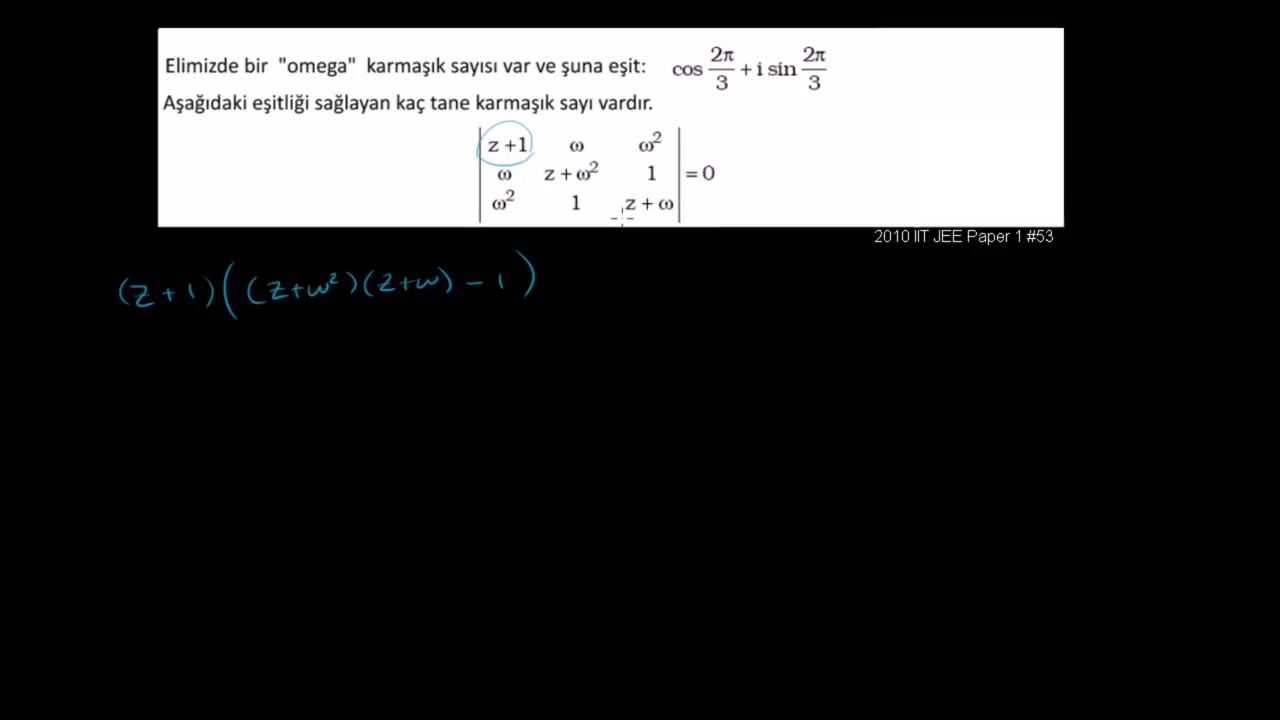 Elimizde bir "omega" karmaşık sayısı var ve şuna eşit: cos 2π/3 + i sin 2π/3
Aşağıdaki eşitliği sağlayan kaç tane karmaşık sayı vardır.
| z +1 ω ω² |
| ω z + ω² 1 | = 0
| ω² 1 z + ω |
2010 IIT JEE Paper 1 #53
(z+1)((z+ω²)(z+ω) - 1)